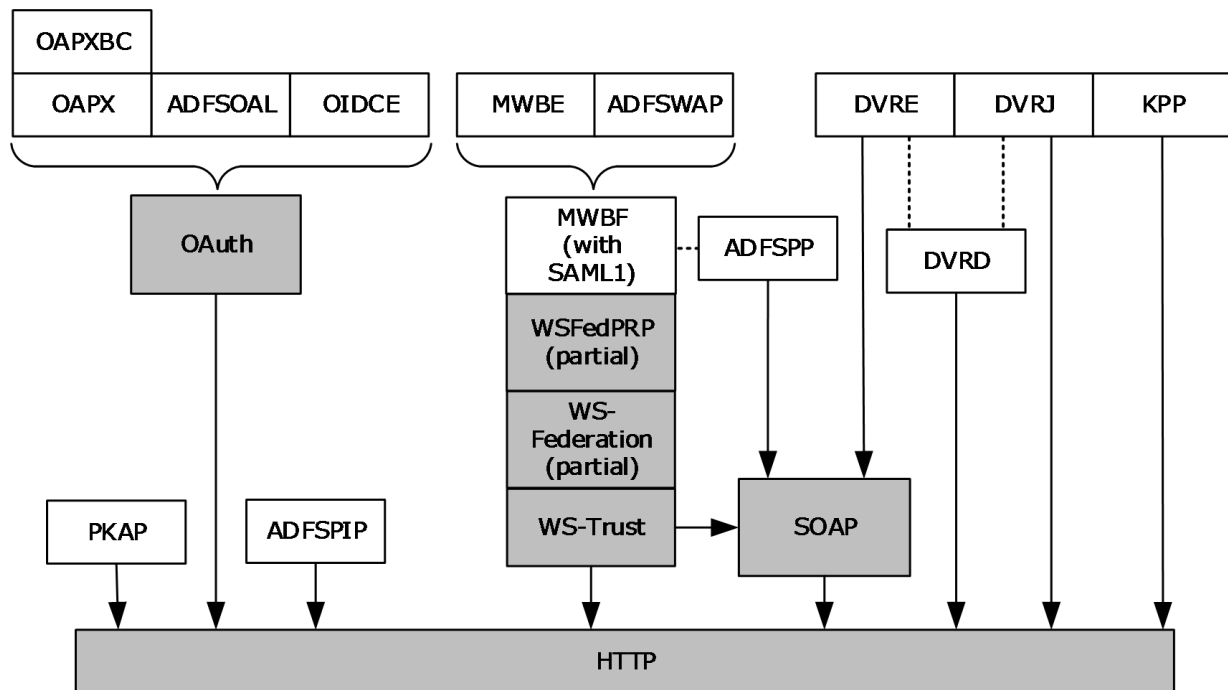 OAPXBC
OAPX ADFSOAL OIDCE MWBE ADFSWAP DVRE DVRJ KPP
OAuth
MWBF
(with
SAML1)
ADFSPP
DVRD
WSFedPRP
(partial)
WS-
Federation
(partial)
PKAP
ADFSPIP
WS-Trust
SOAP
HTTP